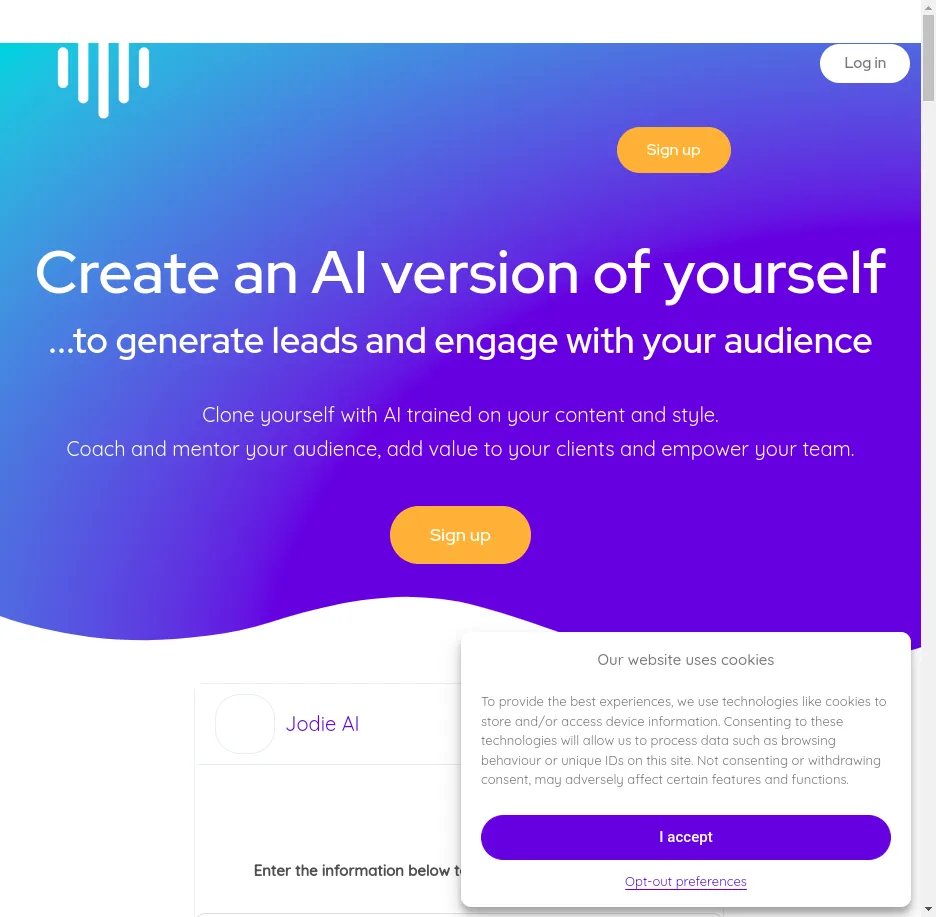 Log in
Sign up
Create an AI version of yourself
...to generate leads and engage with your audience
Clone yourself with AI trained on your content and style.
Coach and mentor your audience, add value to your clients and empower your team.
Sign up
Jodie AI
Enter the information below
Our website uses cookies
To provide the best experiences, we use technologies like cookies to
store and/or access device information. Consenting to these
technologies will allow us to process data such as browsing
behaviour or unique IDs on this site. Not consenting or withdrawing
consent, may adversely affect certain features and functions.
I accept
Opt-out preferences